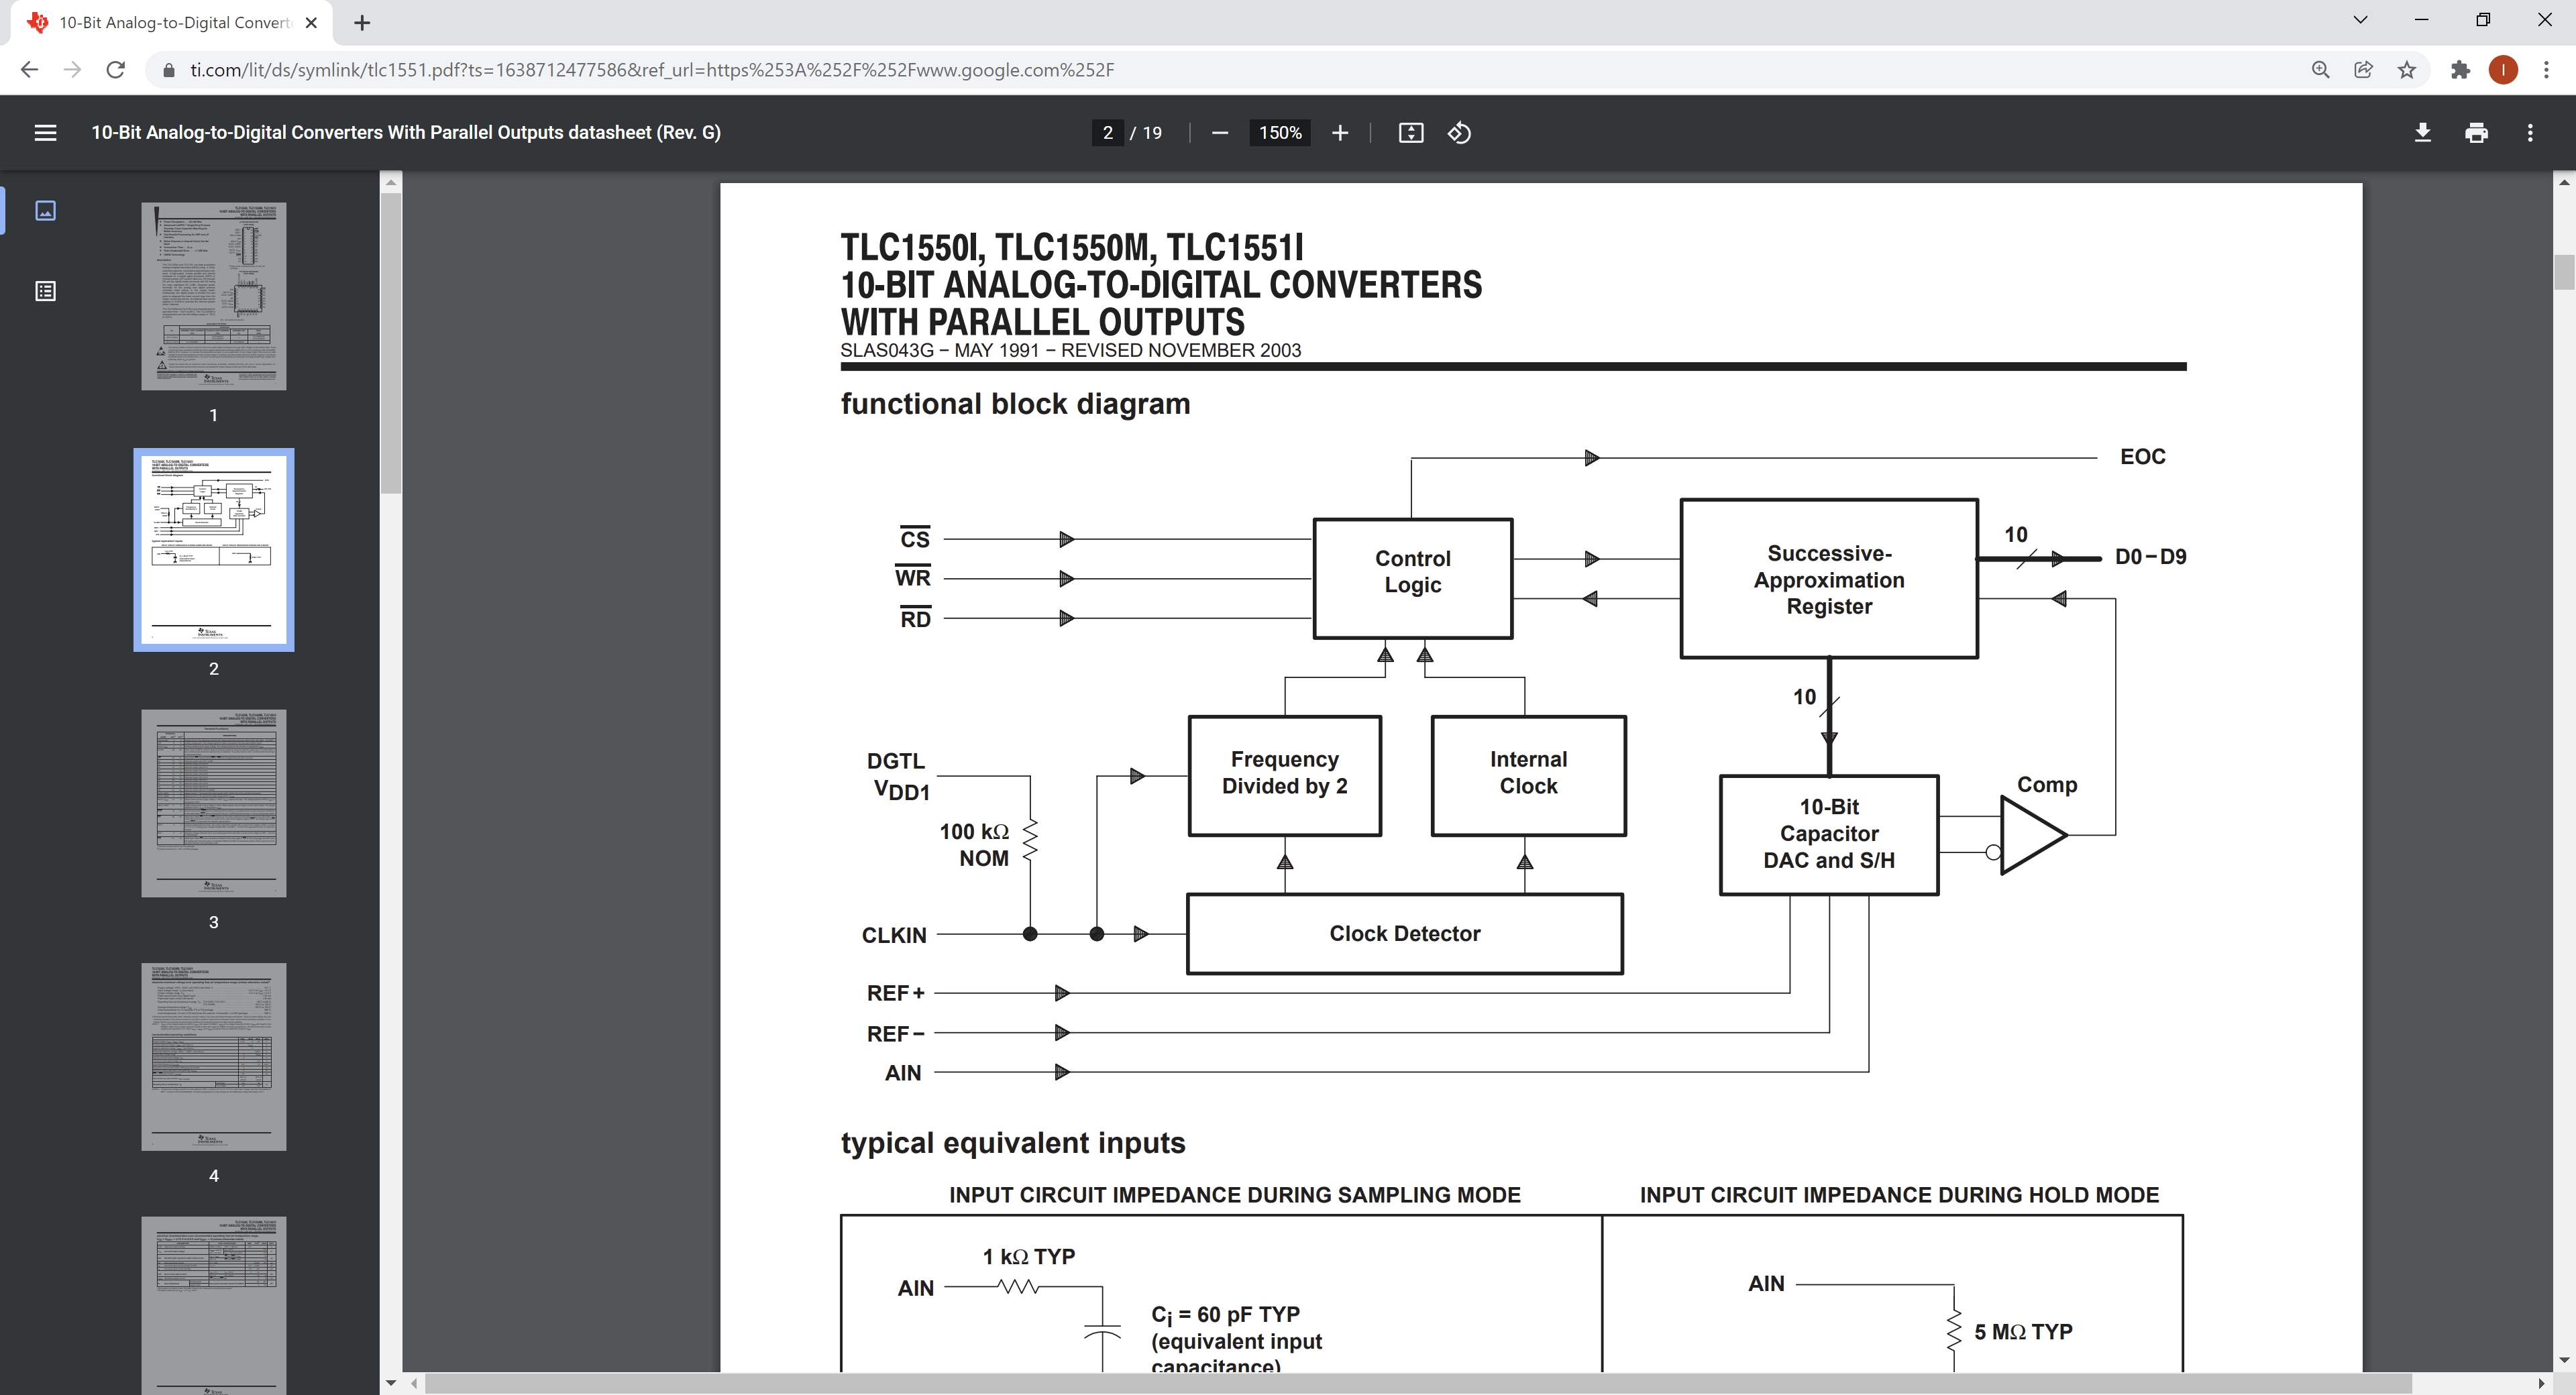 10-Bit Analog-to-Digital Convert
ti.com/lit/ds/symlink/tlc1551.pdf?ts=1638712477586&ref_url=https%253A%252F%252Fwww.google.com%252F
I
10-Bit Analog-to-Digital Converters With Parallel Outputs datasheet (Rev. G)
2 / 19
150%
1
2
3
4
TLC1550I, TLC1550M, TLC1551I
10-BIT ANALOG-TO-DIGITAL CONVERTERS
WITH PARALLEL OUTPUTS
SLAS043G − MAY 1991 − REVISED NOVEMBER 2003
functional block diagram
EOC
CS
WR
RD
Control
Logic
Successive-
Approximation
Register
10
D0−D9
10
DGTL
VDD1
100 kΩ
NOM
Frequency
Divided by 2
Internal
Clock
10-Bit
Capacitor
DAC and S/H
Comp
CLKIN
Clock Detector
REF+
REF−
AIN
typical equivalent inputs
INPUT CIRCUIT IMPEDANCE DURING SAMPLING MODE
INPUT CIRCUIT IMPEDANCE DURING HOLD MODE
1 kΩ TYP
AIN
Ci = 60 pF TYP
(equivalent input
capacitance)
AIN
5 MΩ TYP